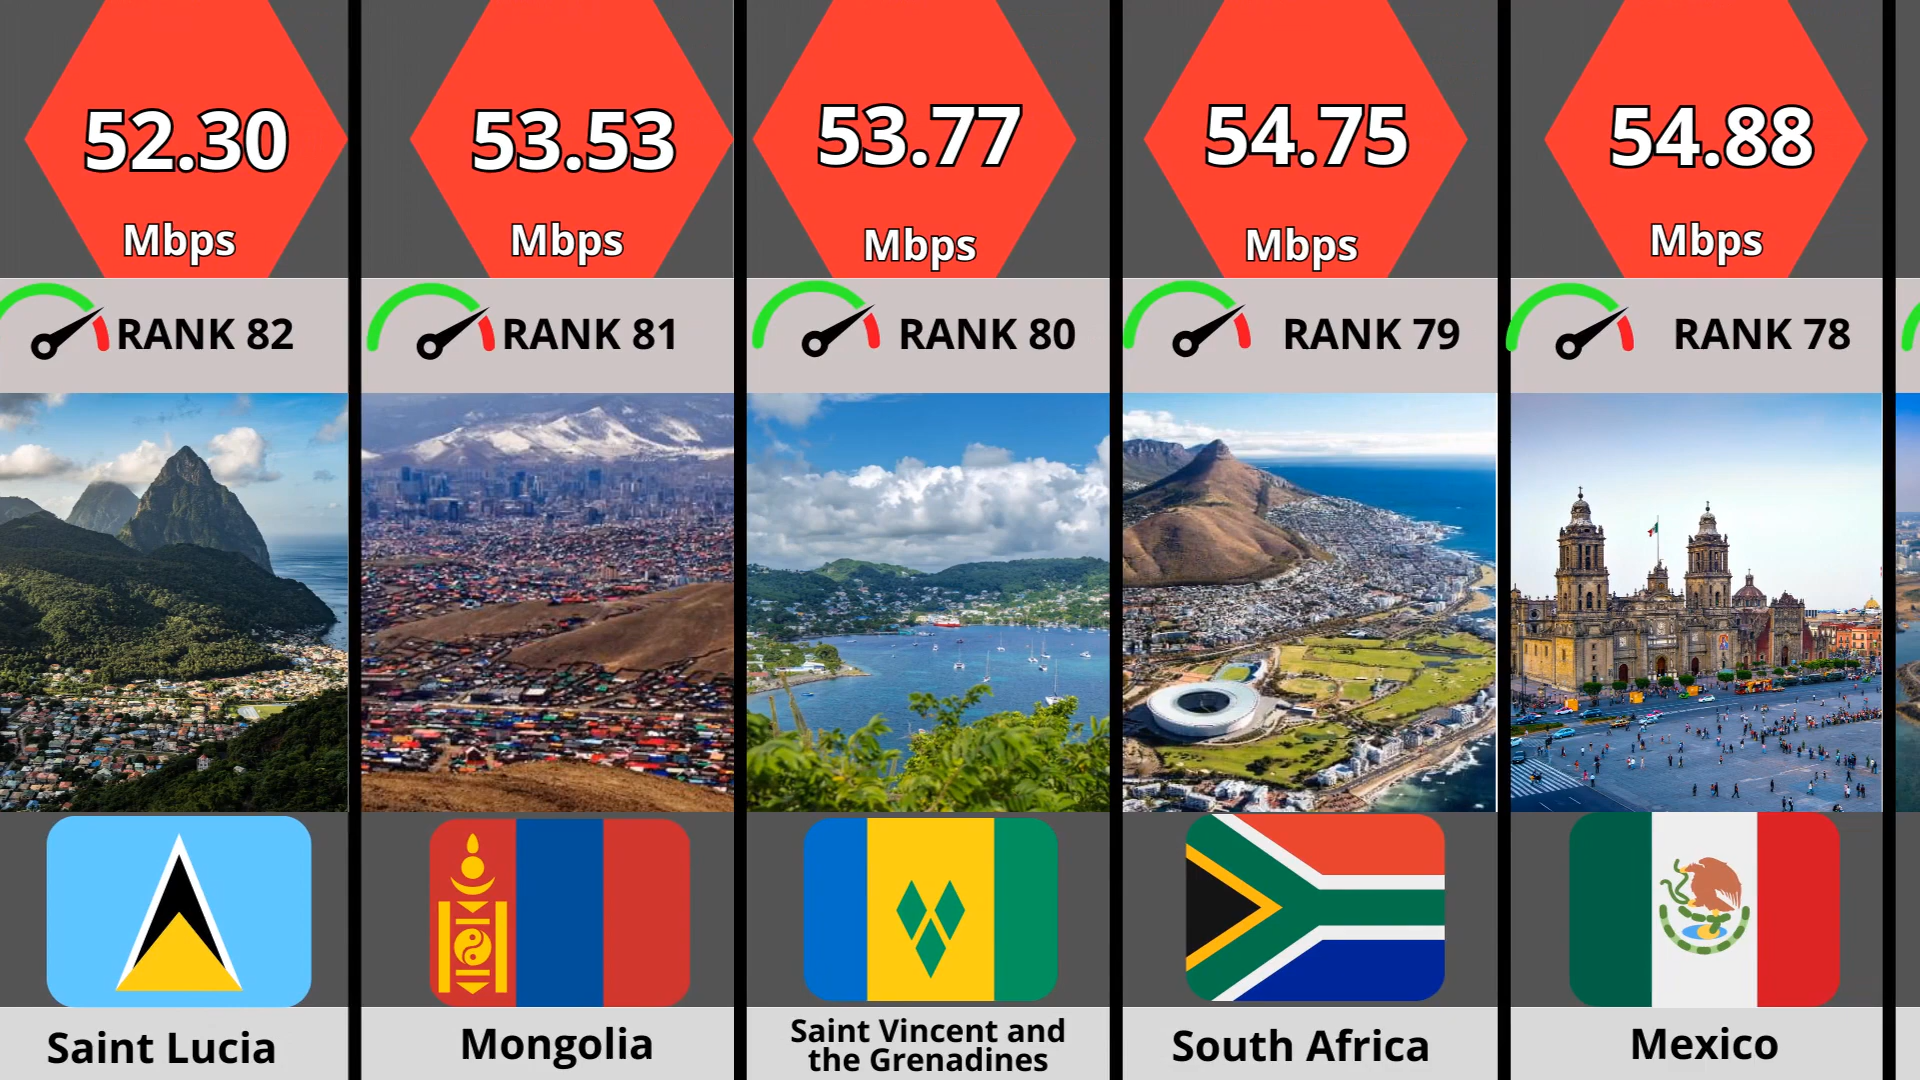 52.30
Mbps
RANK 82
Saint Lucia
53.53
Mbps
RANK 81
Mongolia
53.77
Mbps
RANK 80
Saint Vincent and
the Grenadines
54.75
Mbps
RANK 79
South Africa
54.88
Mbps
RANK 78
Mexico